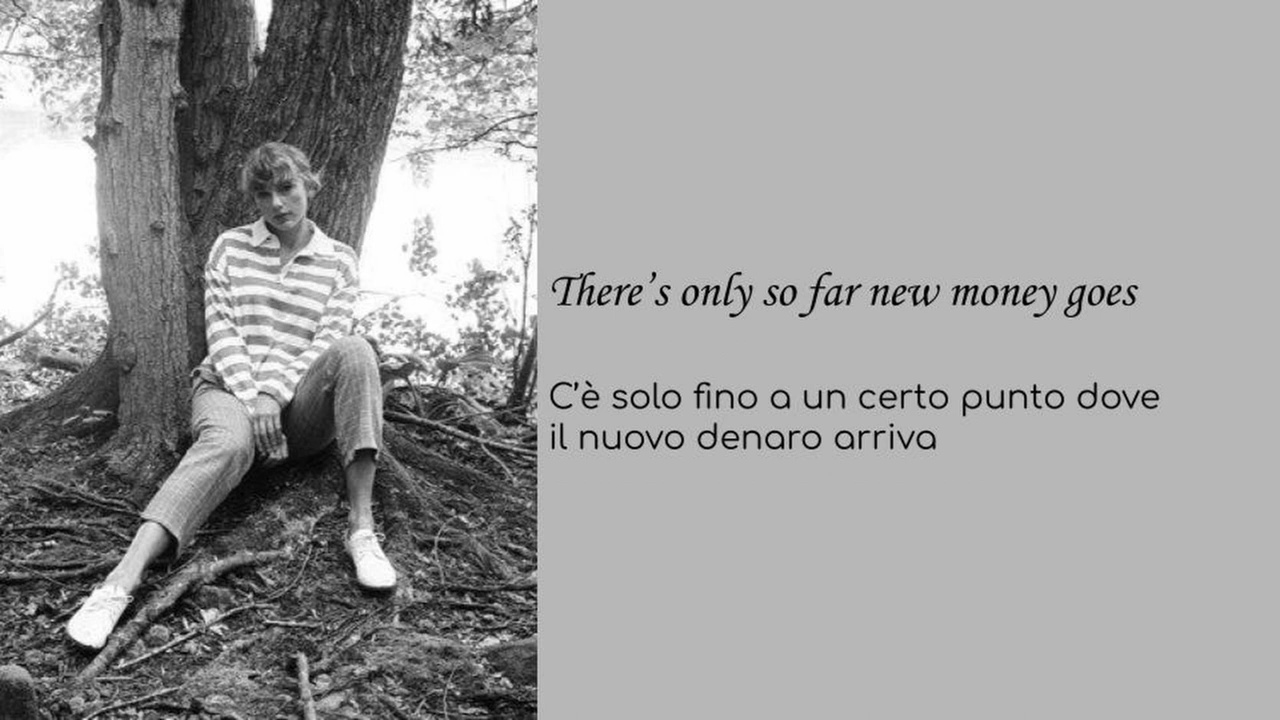 There’s only so far new money goes
C’è solo fino a un certo punto dove
il nuovo denaro arriva